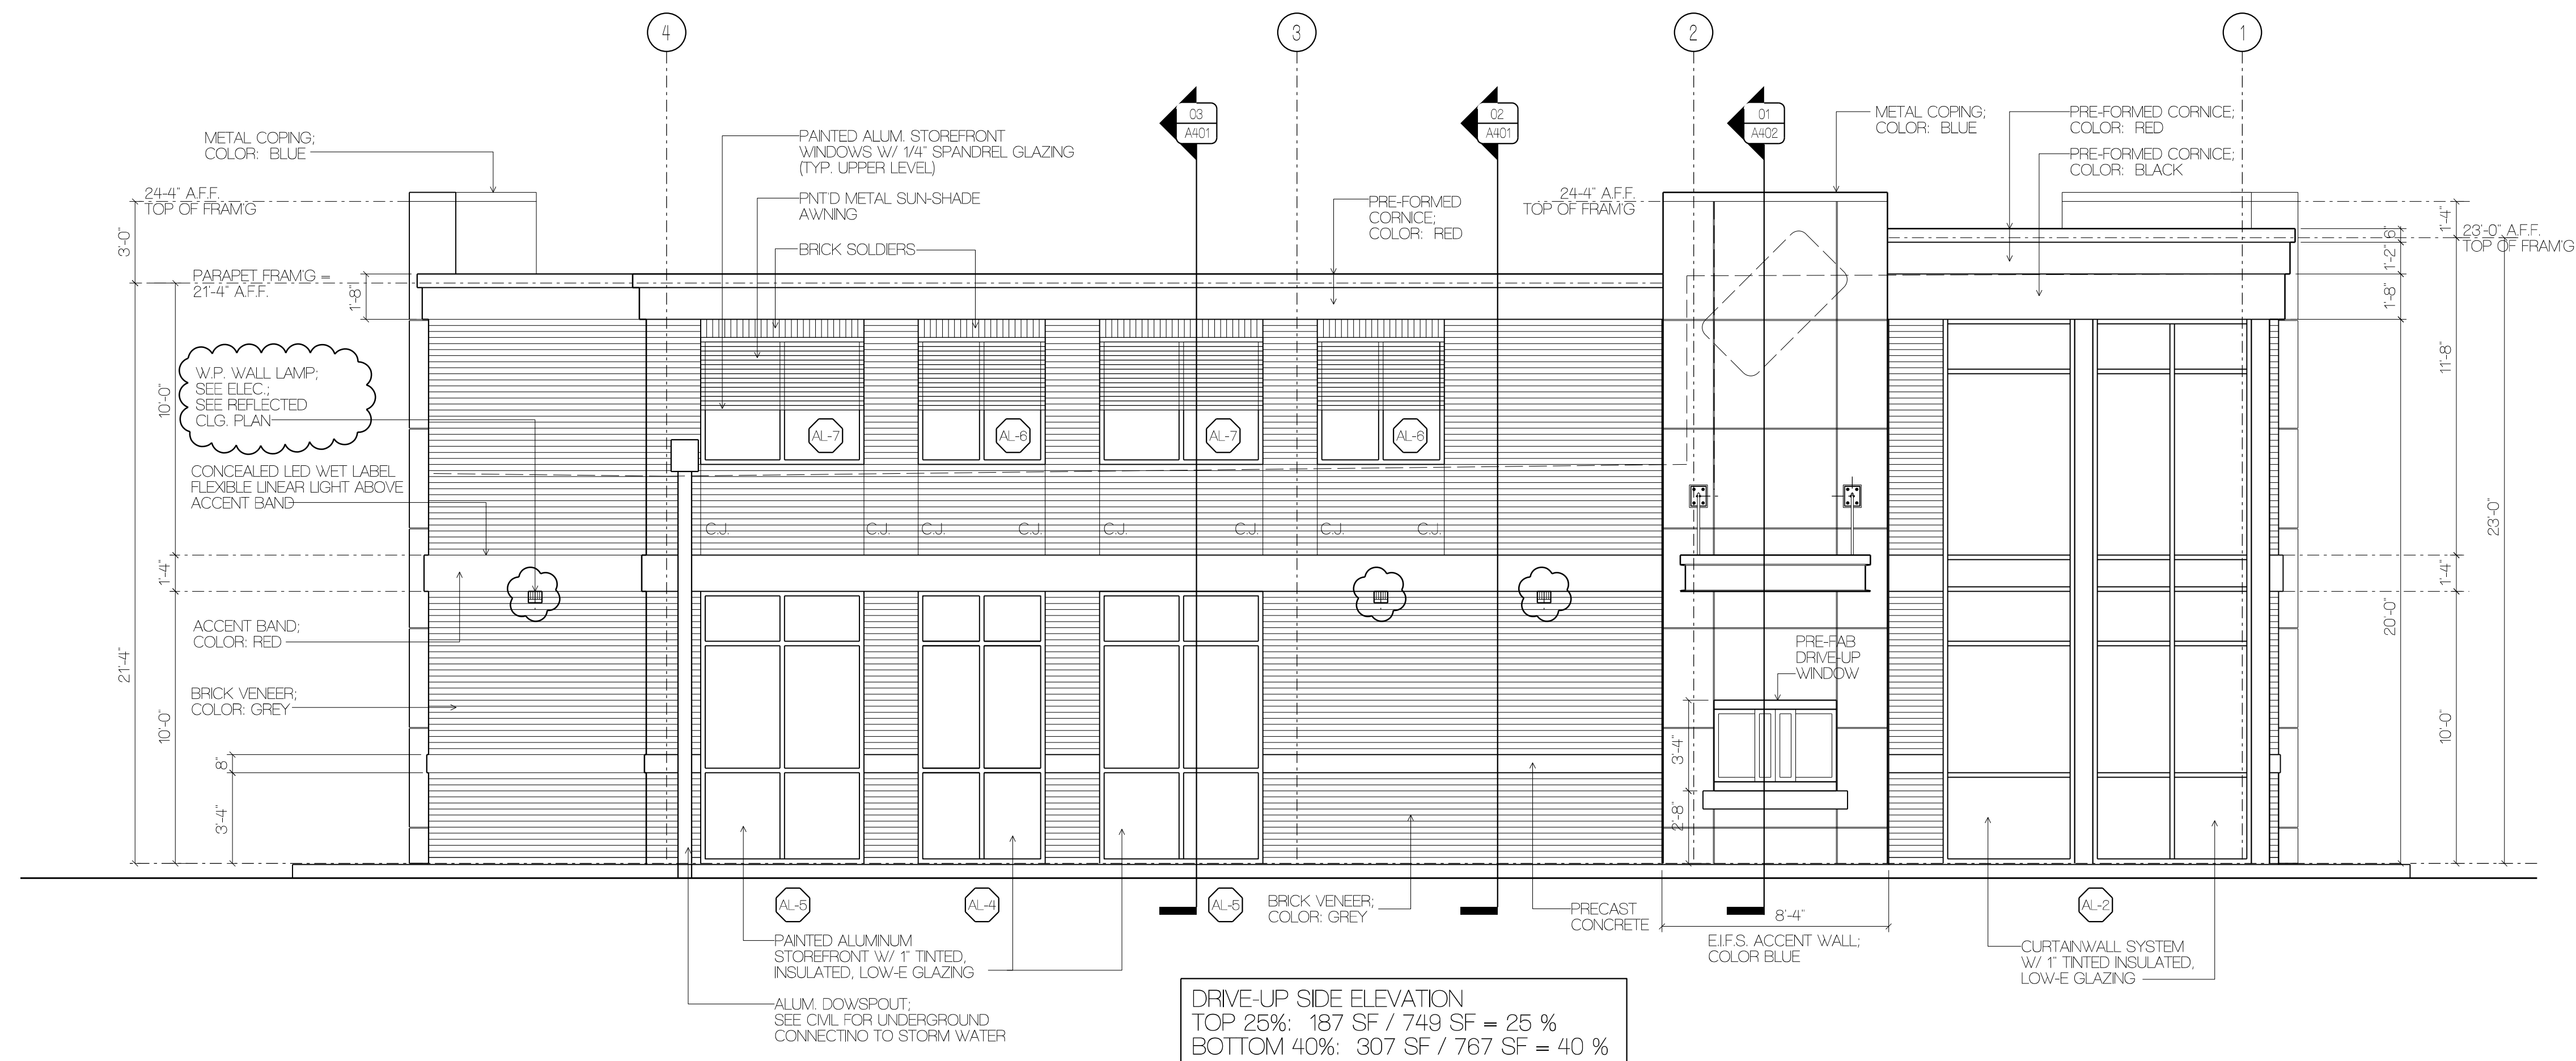 4
3
2
1
03
A401
02
A401
01
A402
METAL COPING;
COLOR: BLUE
24-4" A.F.F.
TOP OF FRAM'G
3'-0"
PARAPET FRAM'G =
21'-4" A.F.F.
1'-8"
W.P. WALL LAMP;
SEE ELEC.;
SEE REFLECTED
CLG. PLAN
10'-0"
CONCEALED LED WET LABEL
FLEXIBLE LINEAR LIGHT ABOVE
ACCENT BAND
1'-4"
ACCENT BAND;
COLOR: RED
21'-4"
BRICK VENEER;
COLOR: GREY
10'-0"
8"
3'-4"
PAINTED ALUM. STOREFRONT
WINDOWS W/ 1/4" SPANDREL GLAZING
(TYP. UPPER LEVEL)
PNT'D METAL SUN-SHADE
AWNING
BRICK SOLDIERS
PRE-FORMED
CORNICE;
COLOR: RED
24-4" A.F.F.
TOP OF FRAM'G
METAL COPING;
COLOR: BLUE
PRE-FORMED CORNICE;
COLOR: RED
PRE-FORMED CORNICE;
COLOR: BLACK
1'-4"
6"
23'-0" A.F.F.
TOP OF FRAM'G
1'-2"
1'-8"
11'-8"
23'-0"
1'-4"
20'-0"
10'-0"
AL-7
AL-6
AL-7
AL-6
C.J.
C.J.
C.J.
C.J.
C.J.
C.J.
C.J.
C.J.
PRE-FAB
DRIVE-UP
WINDOW
3'-4"
2'-8"
AL-5
AL-4
AL-5
BRICK VENEER;
COLOR: GREY
PRECAST
CONCRETE
8'-4"
E.I.F.S. ACCENT WALL;
COLOR BLUE
AL-2
CURTAINWALL SYSTEM
W/ 1" TINTED INSULATED,
LOW-E GLAZING
PAINTED ALUMINUM
STOREFRONT W/ 1" TINTED,
INSULATED, LOW-E GLAZING
ALUM. DOWSPOUT;
SEE CIVIL FOR UNDERGROUND
CONNECTINO TO STORM WATER
DRIVE-UP SIDE ELEVATION
TOP 25%: 187 SF / 749 SF = 25 %
BOTTOM 40%: 307 SF / 767 SF = 40 %